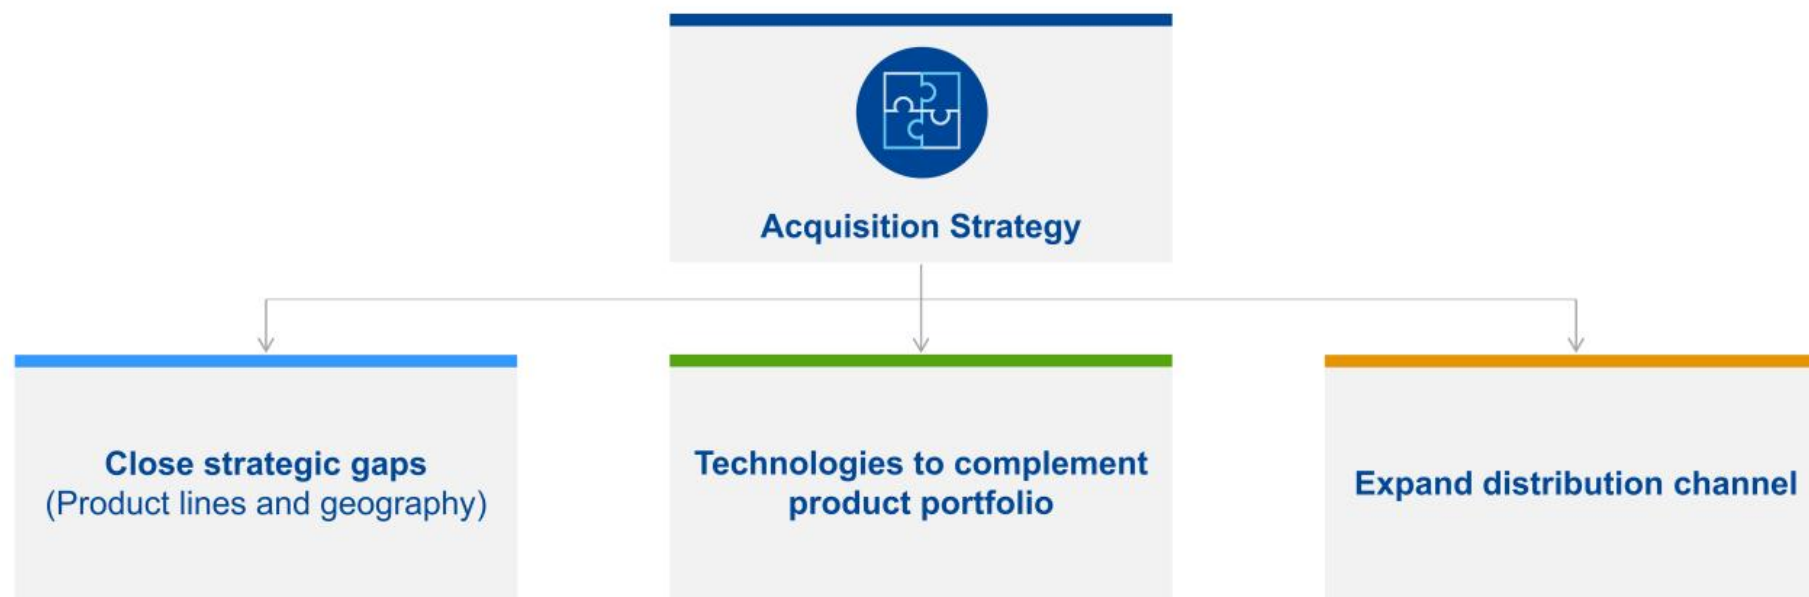 Acquisition Strategy
Close strategic gaps
(Product lines and geography)
Technologies to complement
product portfolio
Expand distribution channel